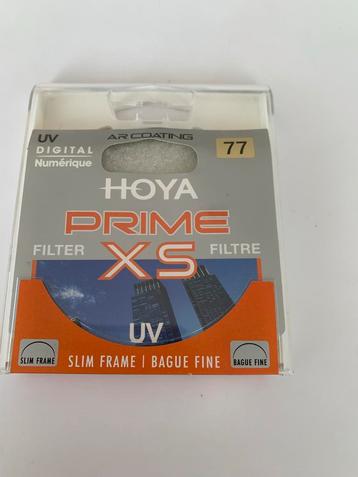 UV
AR COATING
DIGITAL
Numérique
77
HOYA
PRIME
FILTER
XS
FILTRE
UV
SLIM FRAME
SLIM FRAME | BAGUE FINE
BAGUE FINE